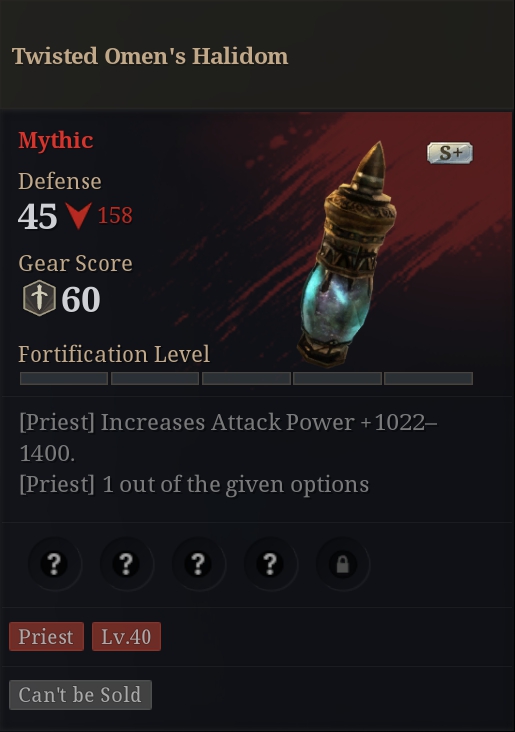 Twisted Omen's Halidom
Mythic
S+
Defense
45 158
Gear Score
60
Fortification Level
[Priest] Increases Attack Power +1022–
1400.
[Priest] 1 out of the given options
? ? ? ?
Priest Lv.40
Can't be Sold